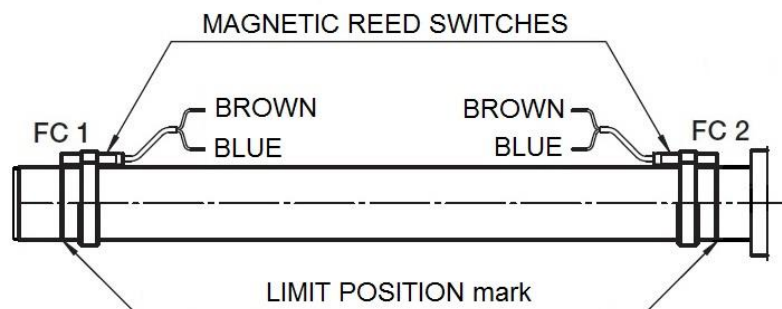 MAGNETIC REED SWITCHES
BROWN BROWN
FC 1 FC 2
BLUE BLUE
LIMIT POSITION mark